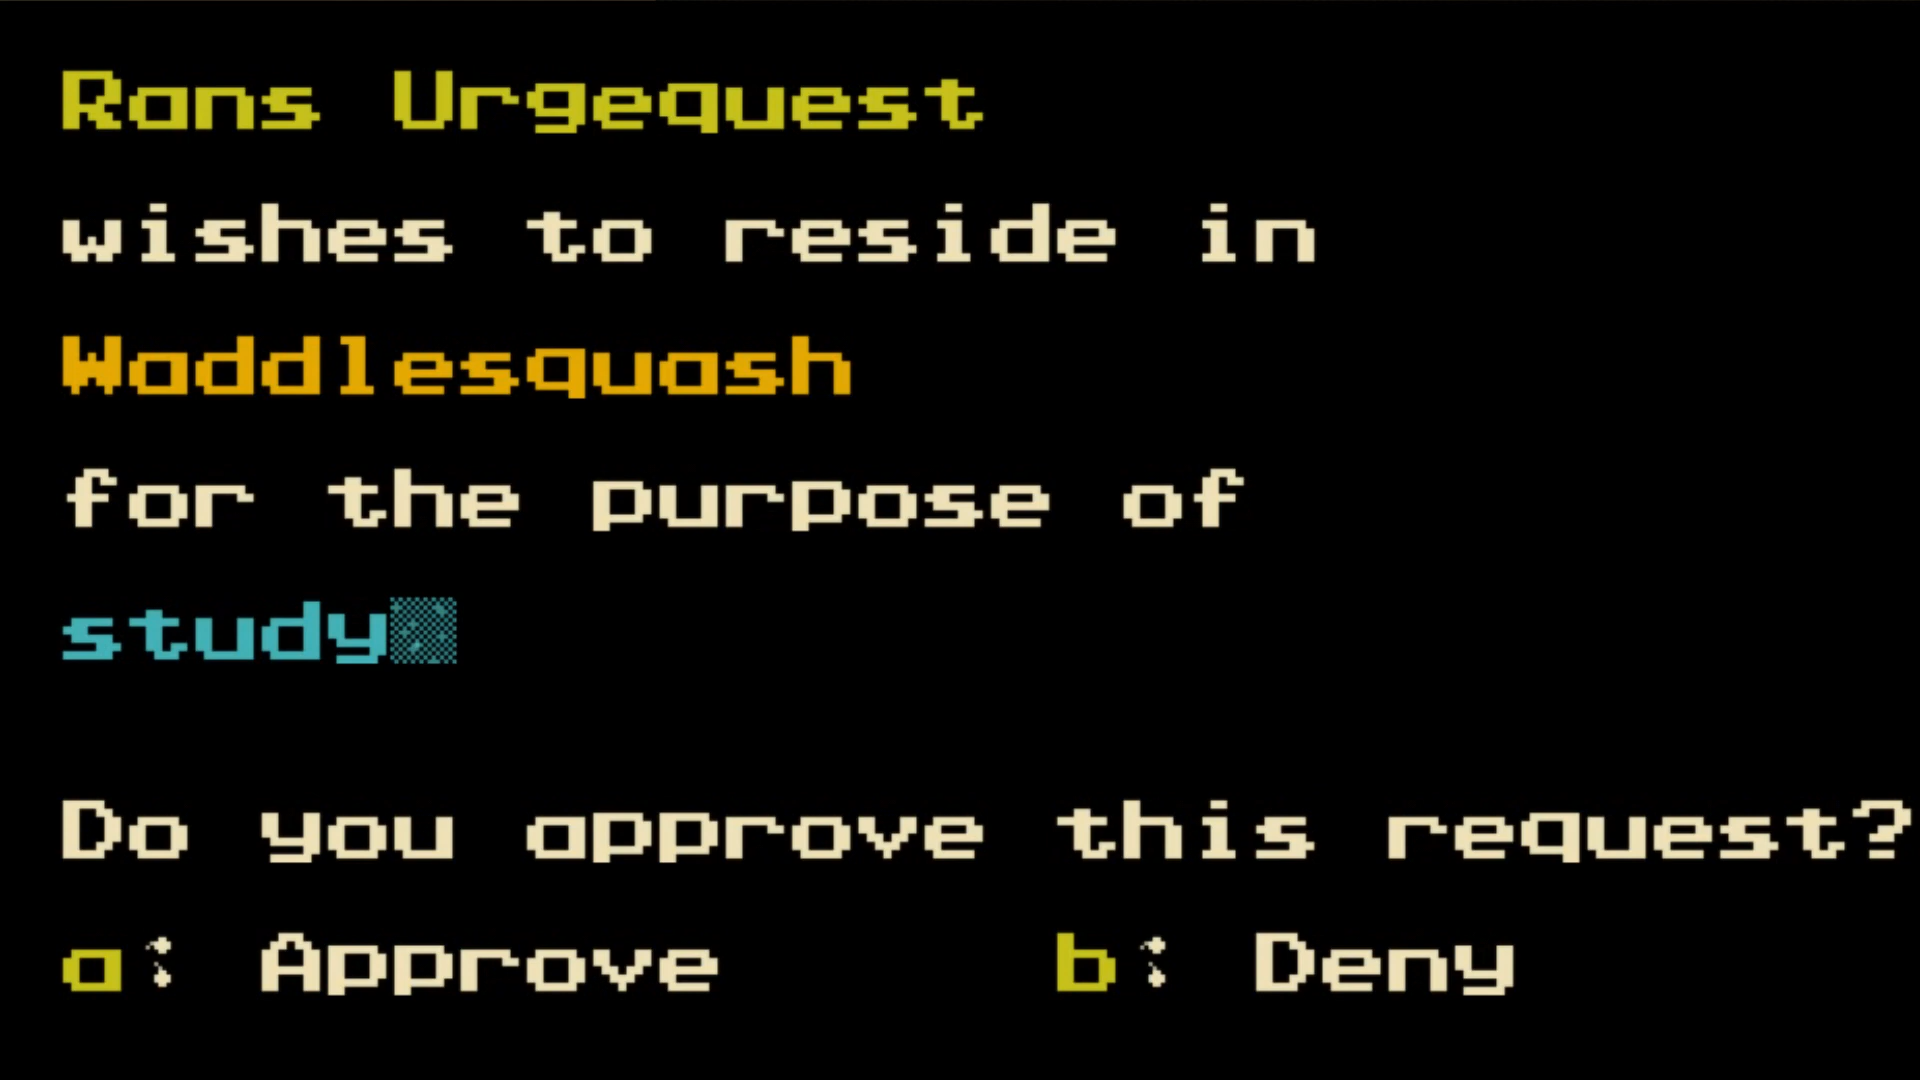 Rans Urgequest
wishes to reside in
Waddlesquash
for the purpose of
study
Do you approve this request?
a: Approve b: Deny